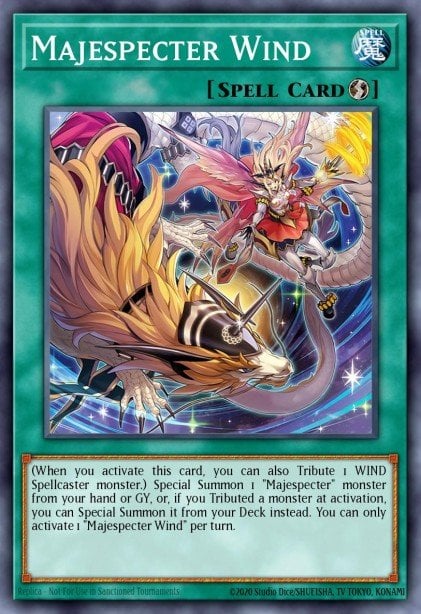 Majespecter Wind
SPELL
魔
[Spell Card]
(When you activate this card, you can also Tribute 1 WIND
Spellcaster monster.) Special Summon 1 "Majespecter" monster
from your hand or GY, or, if you Tributed a monster at activation,
you can Special Summon it from your Deck instead. You can only
activate 1 "Majespecter Wind" per turn.
Replica - Not For Use in Sanctioned Tournaments
©2020 Studio Dice/SHUEISHA, TV TOKYO, KONAMI